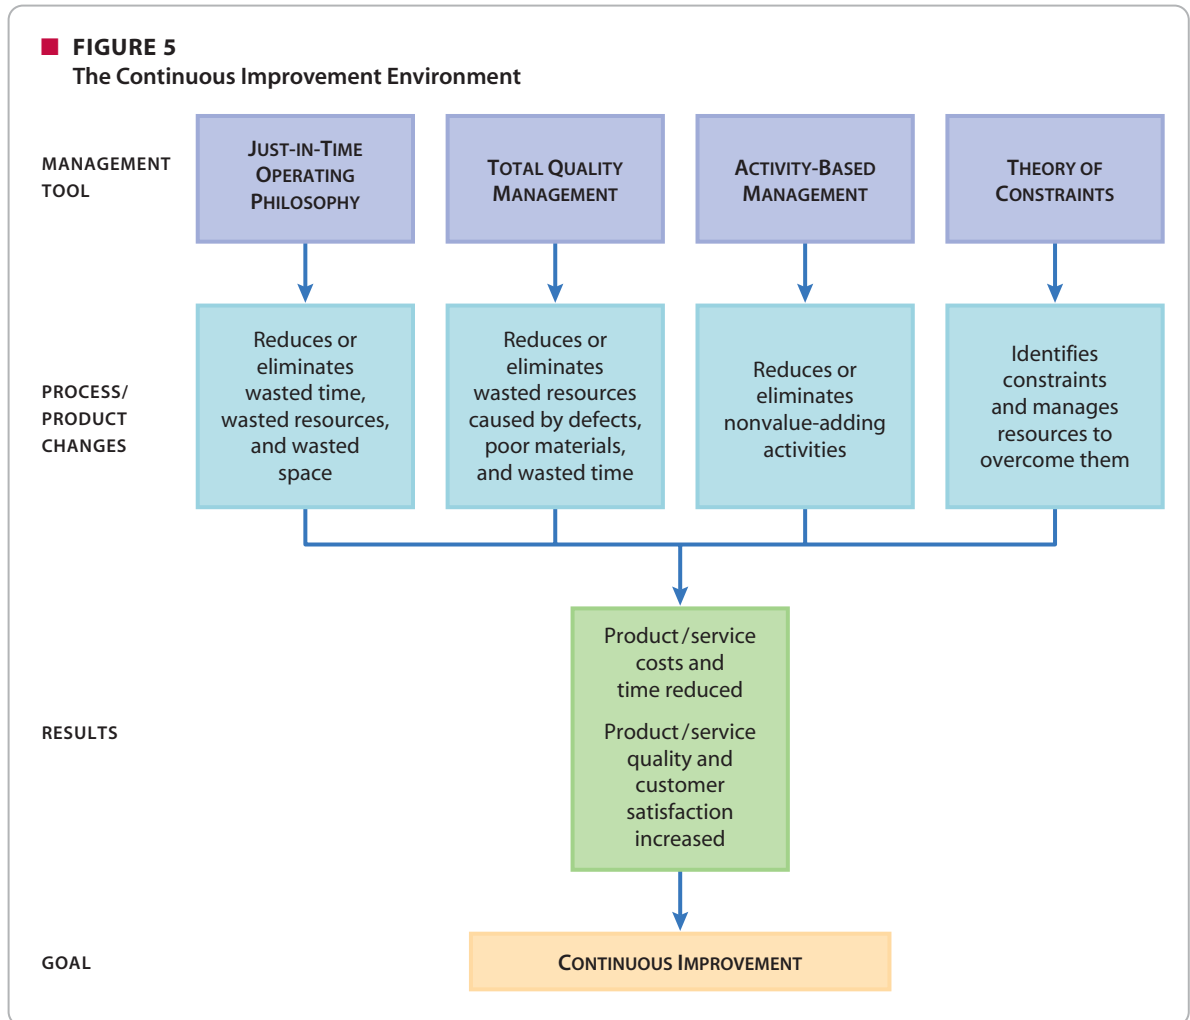 FIGURE 5
The Continuous Improvement Environment
MANAGEMENT
TOOL
JUST-IN-TIME
OPERATING
PHILOSOPHY
TOTAL QUALITY
MANAGEMENT
ACTIVITY-BASED
MANAGEMENT
THEORY OF
CONSTRAINTS
PROCESS/
PRODUCT
CHANGES
Reduces or
eliminates
wasted time,
wasted resources,
and wasted
space
Reduces or
eliminates
wasted resources
caused by defects,
poor materials,
and wasted time
Reduces or
eliminates
nonvalue-adding
activities
Identifies
constraints
and manages
resources to
overcome them
RESULTS
Product/service
costs and
time reduced
Product/service
quality and
customer
satisfaction
increased
GOAL
CONTINUOUS IMPROVEMENT